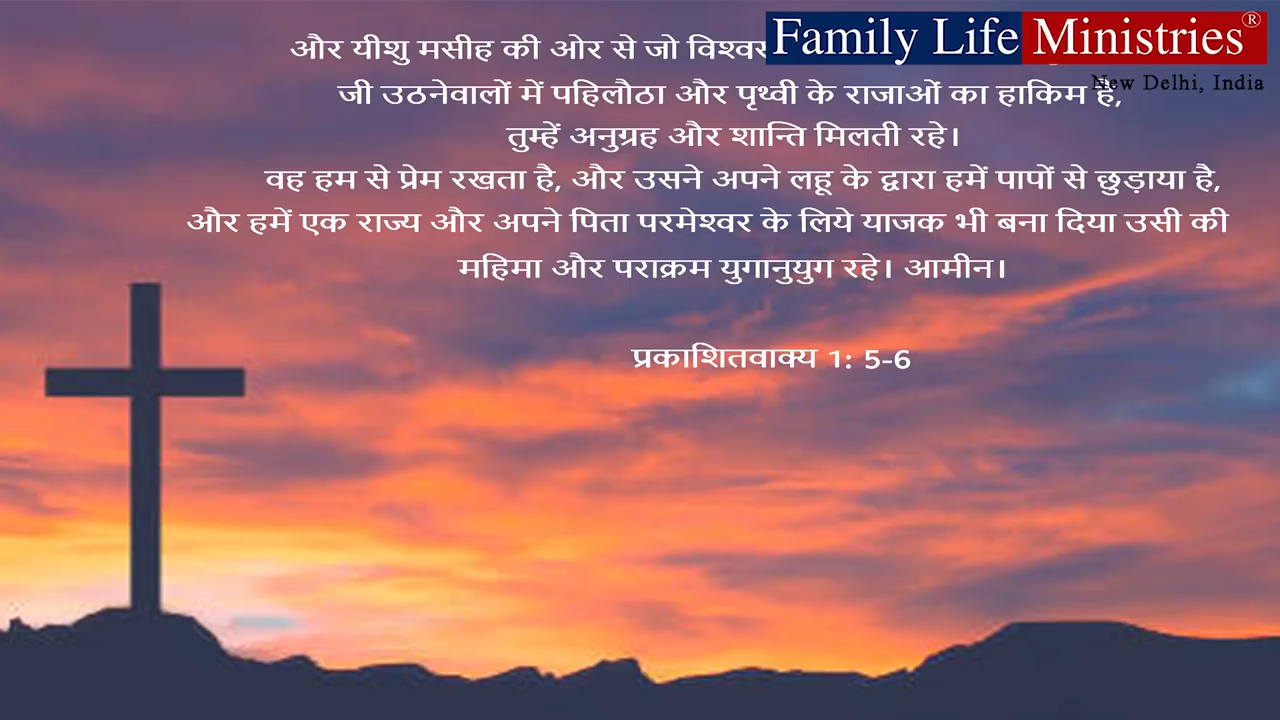 Family Life Ministries®
New Delhi, India
और यीशु मसीह की ओर से जो
जी उठनेवालों में पहिलौठा और पृथ्वी के राजाओं का हाकिम है,
तुम्हें अनुग्रह और शान्ति मिलती रहे।
वह हम से प्रेम रखता है, और उसने अपने लहू के द्वारा हमें पापों से छुड़ाया है,
और हमें एक राज्य और अपने पिता परमेश्वर के लिये याजक भी बना दिया उसी की
महिमा और पराक्रम युगानुयुग रहे। आमीन।
प्रकाशितवाक्य 1: 5-6